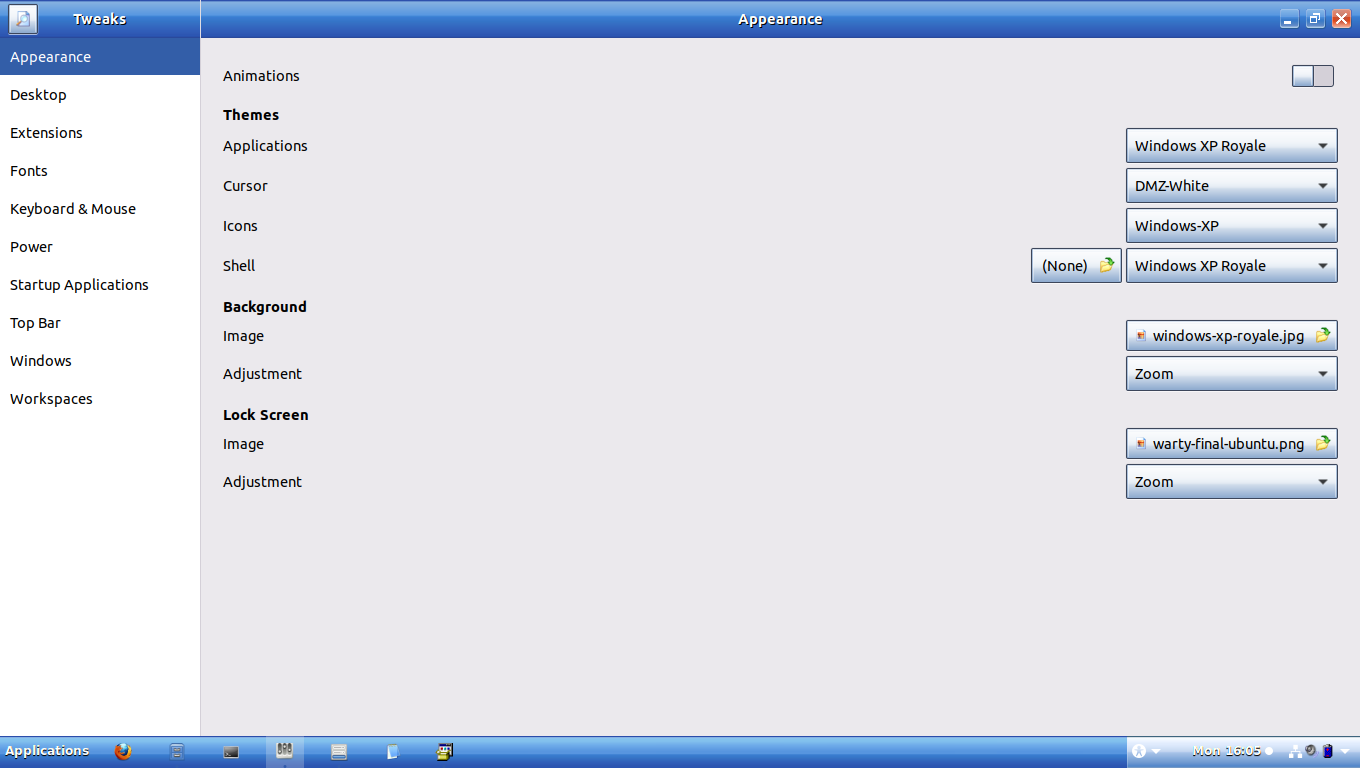 Tweaks
Appearance
Appearance
Desktop
Extensions
Fonts
Keyboard & Mouse
Power
Startup Applications
Top Bar
Windows
Workspaces
Animations
Themes
Applications Windows XP Royale
Cursor DMZ-White
Icons Windows-XP
Shell (None) Windows XP Royale
Background
Image windows-xp-royale.jpg
Adjustment Zoom
Lock Screen
Image warty-final-ubuntu.png
Adjustment Zoom
Applications Mon 16:05